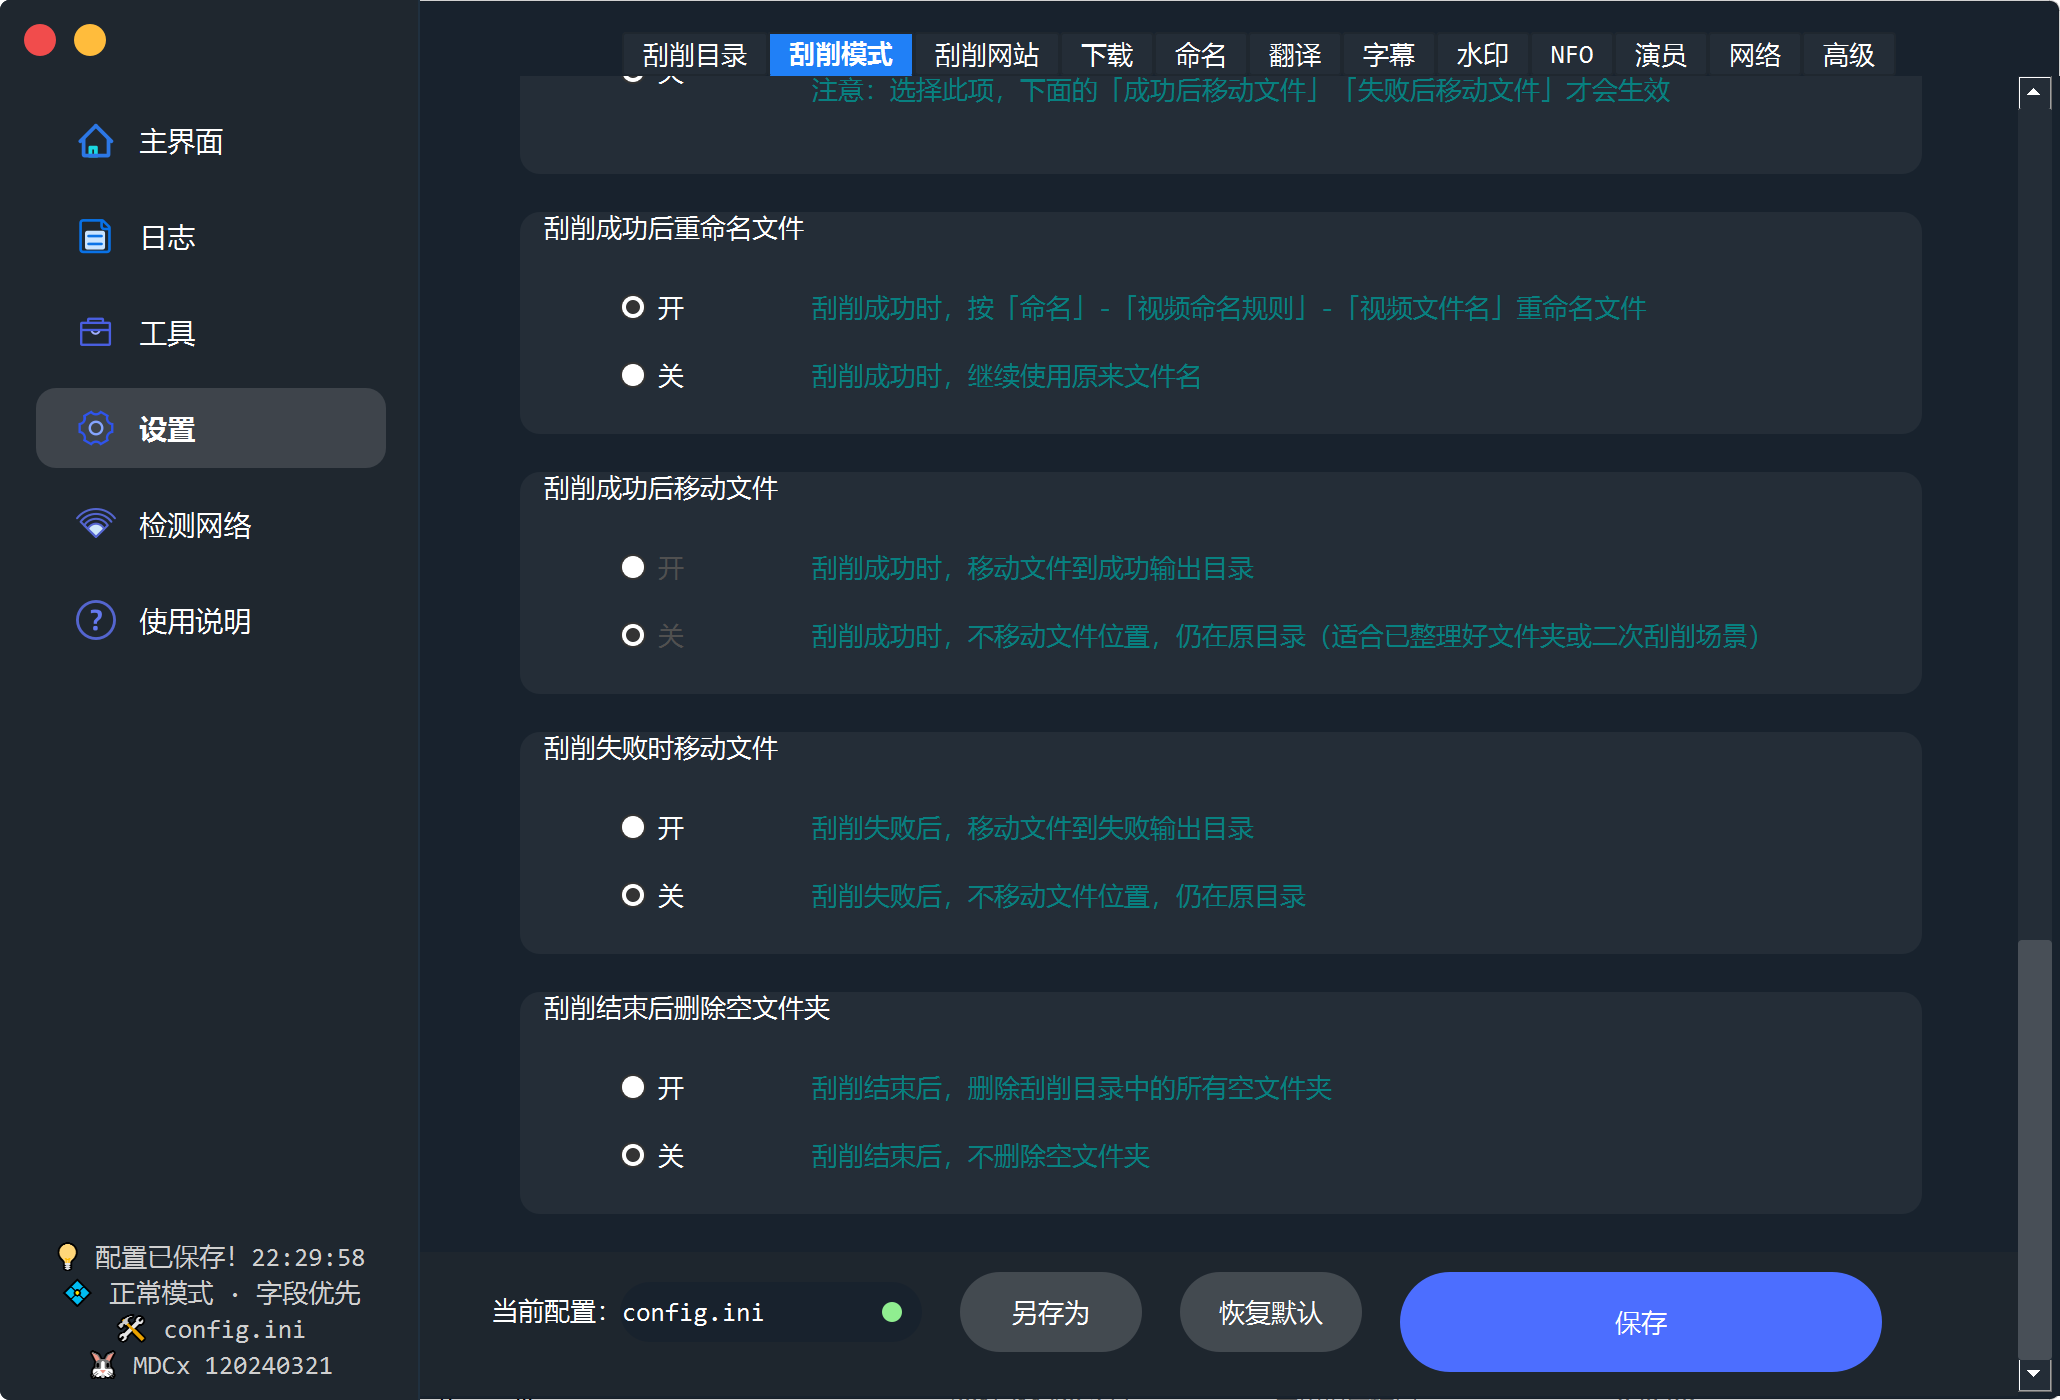 刮削目录 刮削模式 刮削网站 下载 命名 翻译 字幕 水印 NFO 演员 网络 高级
主界面
日志
工具
设置
检测网络
使用说明
关
注意：选择此项，下面的「成功后移动文件」「失败后移动文件」才会生效
刮削成功后重命名文件
开 刮削成功时，按「命名」-「视频命名规则」-「视频文件名」重命名文件
关 刮削成功时，继续使用原来文件名
刮削成功后移动文件
开 刮削成功时，移动文件到成功输出目录
关 刮削成功时，不移动文件位置，仍在原目录（适合已整理好文件夹或二次刮削场景）
刮削失败时移动文件
开 刮削失败后，移动文件到失败输出目录
关 刮削失败后，不移动文件位置，仍在原目录
刮削结束后删除空文件夹
开 刮削结束后，删除刮削目录中的所有空文件夹
关 刮削结束后，不删除空文件夹
配置已保存！22:29:58
正常模式 · 字段优先
config.ini
MDCx 120240321
当前配置：config.ini 另存为 恢复默认 保存